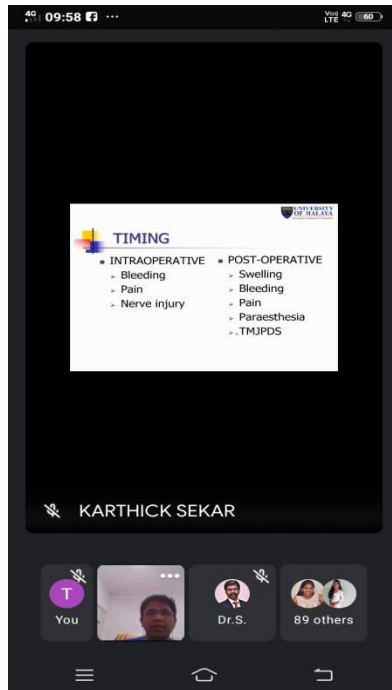 4G 09:58 ... Voo LTE 4G 60
UNIVERSITY
OF MALAYA
TIMING
INTRAOPERATIVE
Bleeding
Pain
Nerve injury
POST-OPERATIVE
Swelling
Bleeding
Pain
Paraesthesia
TMJPDS
KARTHICK SEKAR
T
You
Dr.S.
89 others